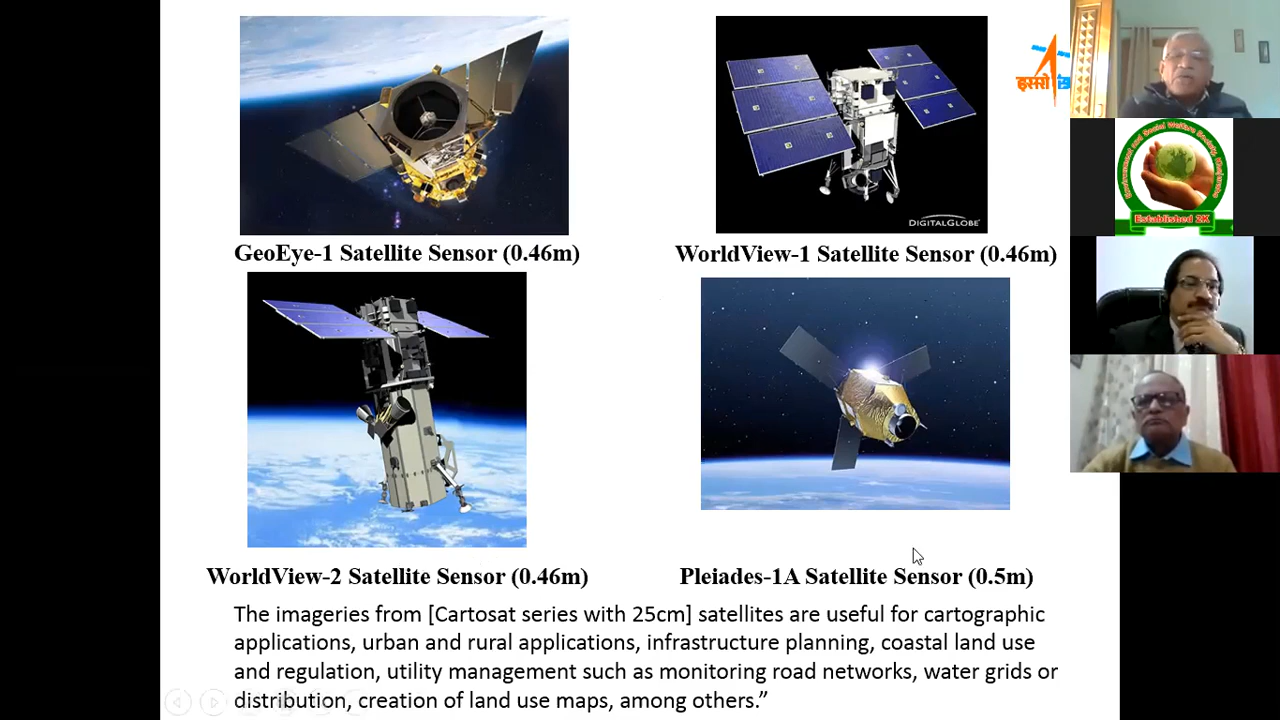 इसरो
DIGITALGLOBE
Established 2K
GeoEye-1 Satellite Sensor (0.46m)
WorldView-1 Satellite Sensor (0.46m)
WorldView-2 Satellite Sensor (0.46m)
Pleiades-1A Satellite Sensor (0.5m)
The imageries from [Cartosat series with 25cm] satellites are useful for cartographic
applications, urban and rural applications, infrastructure planning, coastal land use
and regulation, utility management such as monitoring road networks, water grids or
distribution, creation of land use maps, among others.”